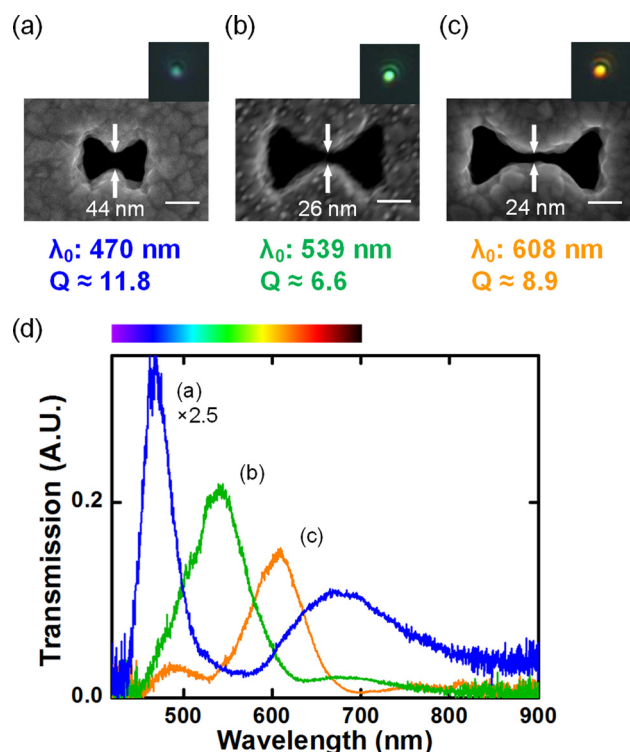 (a)
(b)
(c)
44 nm
26 nm
24 nm
λ₀: 470 nm
Q ≈ 11.8
λ₀: 539 nm
Q ≈ 6.6
λ₀: 608 nm
Q ≈ 8.9
(d)
Transmission (A.U.)
0.2
0.0
(a)
×2.5
(b)
(c)
500
600
700
800
900
Wavelength (nm)